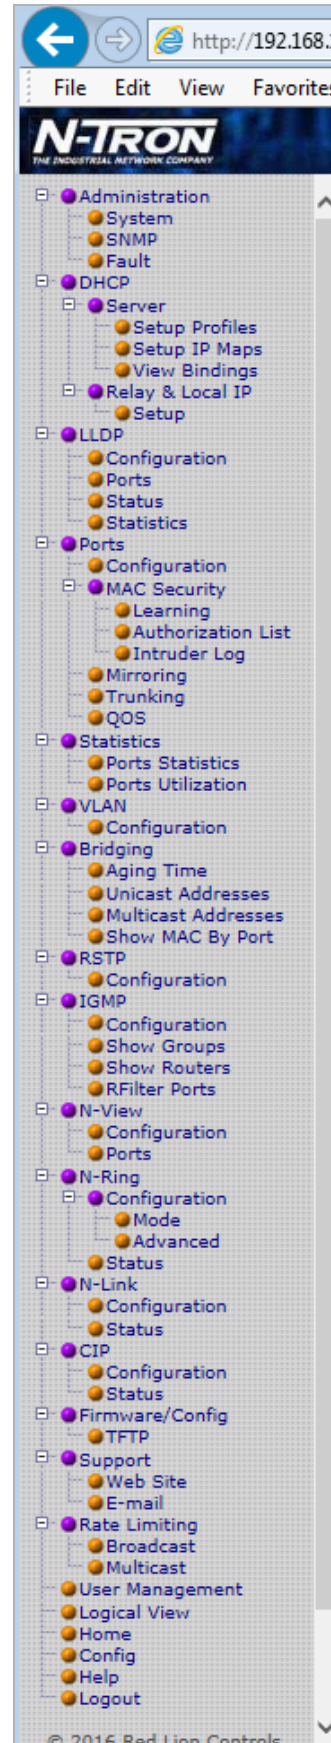 http://192.168.
File Edit View Favorites
N-TRON
THE INDUSTRIAL NETWORK COMPANY
Administration
System
SNMP
Fault
DHCP
Server
Setup Profiles
Setup IP Maps
View Bindings
Relay & Local IP
Setup
LLDP
Configuration
Ports
Status
Statistics
Ports
Configuration
MAC Security
Learning
Authorization List
Intruder Log
Mirroring
Trunking
QOS
Statistics
Ports Statistics
Ports Utilization
VLAN
Configuration
Bridging
Aging Time
Unicast Addresses
Multicast Addresses
Show MAC By Port
RSTP
Configuration
IGMP
Configuration
Show Groups
Show Routers
RFilter Ports
N-View
Configuration
Ports
N-Ring
Configuration
Mode
Advanced
Status
N-Link
Configuration
Status
CIP
Configuration
Status
Firmware/Config
TFTP
Support
Web Site
E-mail
Rate Limiting
Broadcast
Multicast
User Management
Logical View
Home
Config
Help
Logout
© 2016 Red Lion Controls